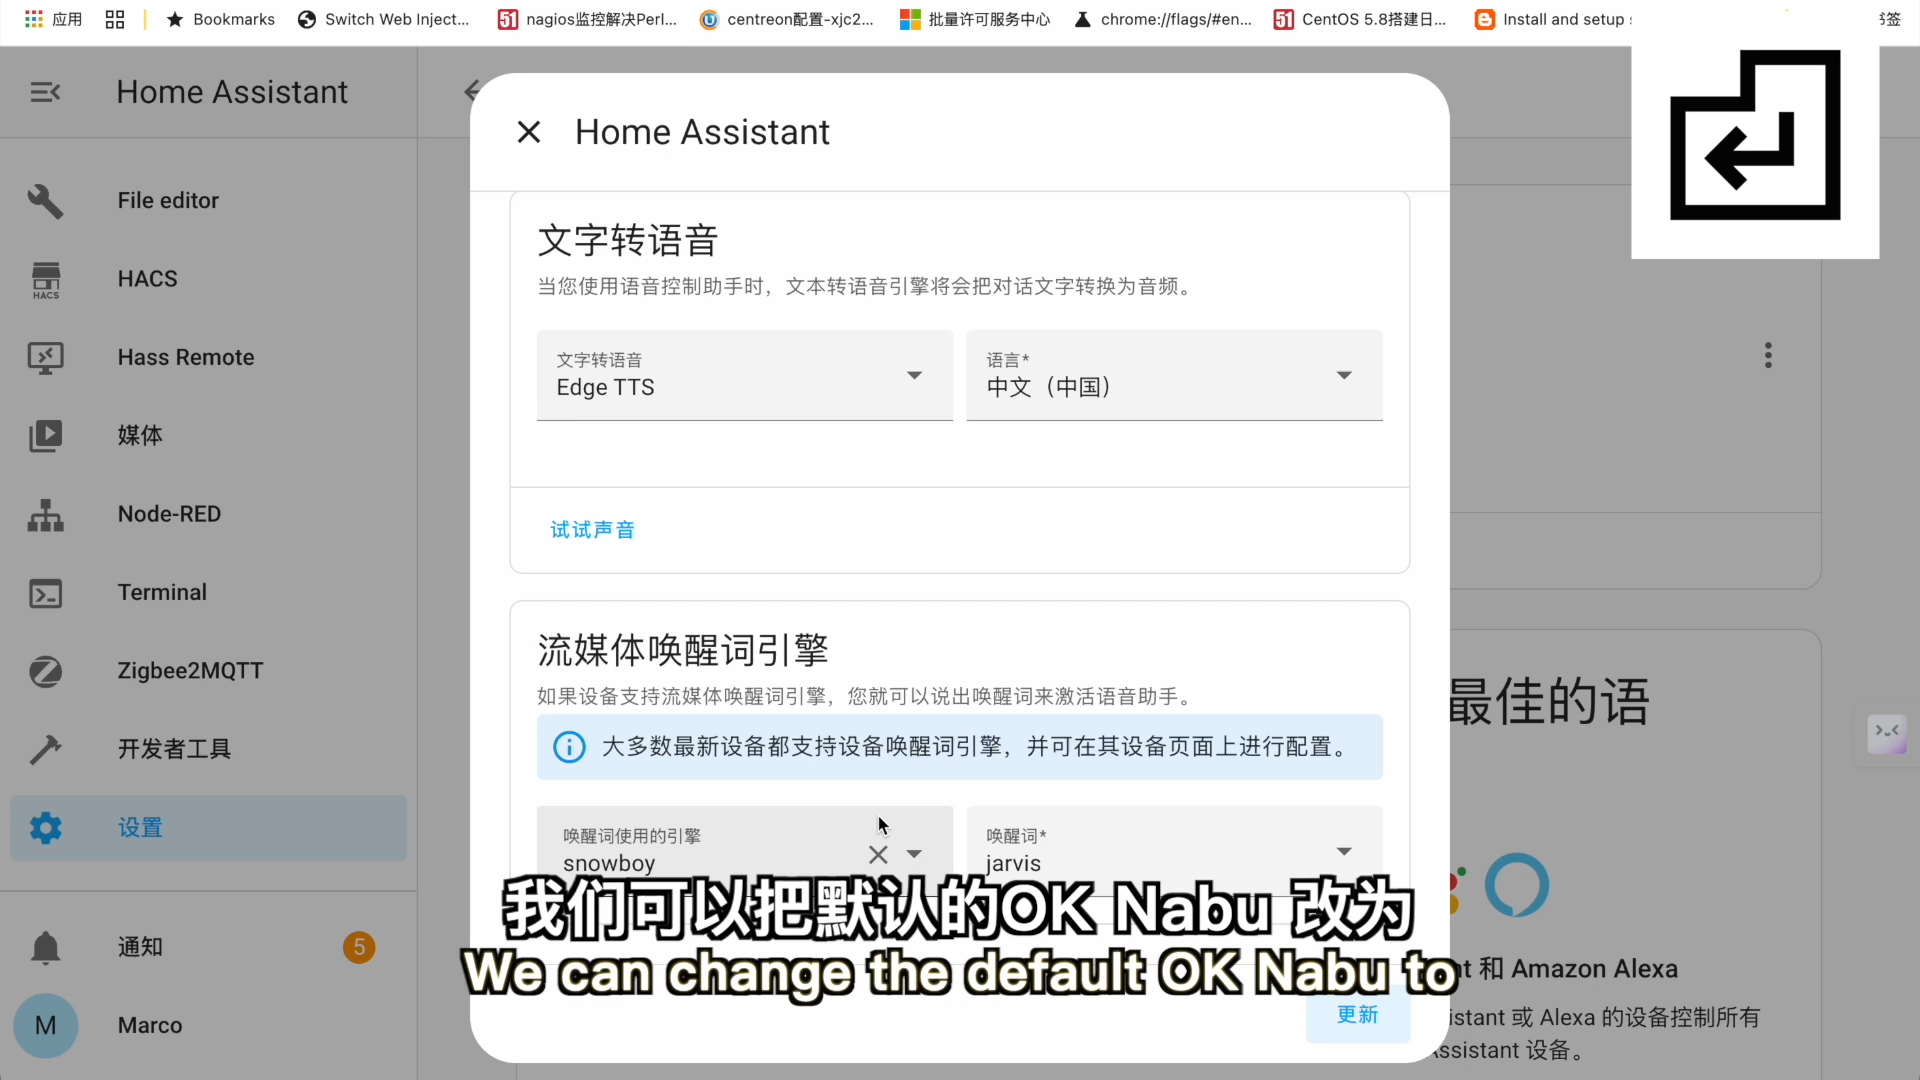 应用
Bookmarks
Switch Web Inject...
nagios监控解决Perl...
centreon配置-xjc2...
批量许可服务中心
chrome://flags/#en...
CentOS 5.8搭建日...
Install and setup
书签
Home Assistant
File editor
HACS
HACS
Hass Remote
媒体
Node-RED
Terminal
Zigbee2MQTT
开发者工具
设置
通知
5
M
Marco
Home Assistant
文字转语音
当您使用语音控制助手时，文本转语音引擎将会把对话文字转换为音频。
文字转语音
Edge TTS
语言*
中文（中国）
试试声音
流媒体唤醒词引擎
如果设备支持流媒体唤醒词引擎，您就可以说出唤醒词来激活语音助手。
大多数最新设备都支持设备唤醒词引擎，并可在其设备页面上进行配置。
唤醒词使用的引擎
snowboy
唤醒词*
jarvis
我们可以把默认的OK Nabu 改为
We can change the default OK Nabu to
更新
最佳的语
和 Amazon Alexa
istant 或 Alexa 的设备控制所有
Assistant 设备。